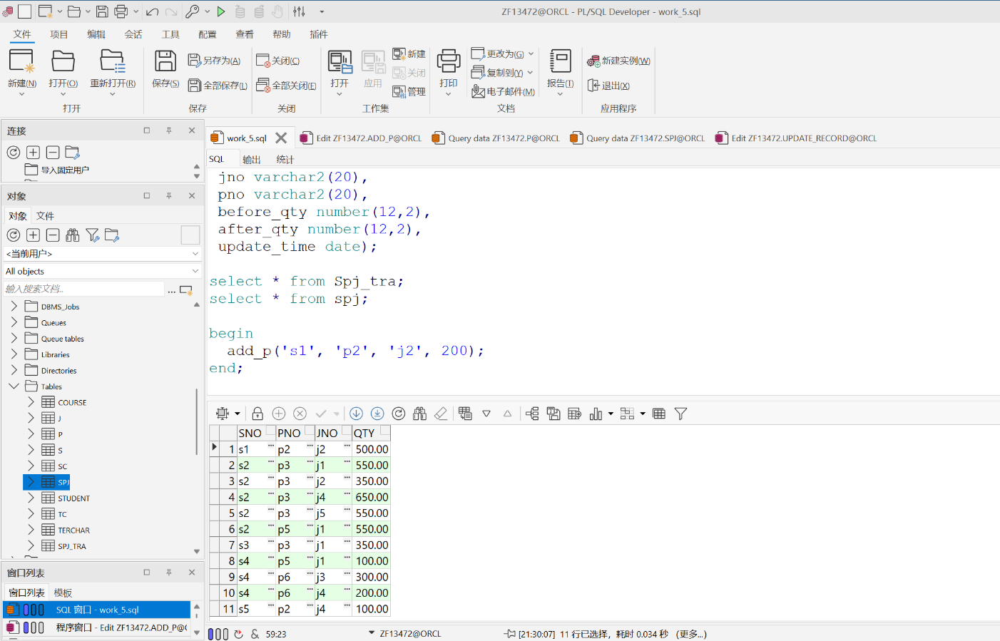 ZF13472@ORCL - PL/SQL Developer - work_5.sql
文件 项目 编辑 会话 工具 配置 查看 帮助 插件
新建(N) 打开(O) 重新打开(R) 保存(S) 另存为(A) 全部保存(L) 关闭(C) 全部关闭(E) 打开 应用 新建 关闭 管理 打印 更改为(G) 复制到(Y) 电子邮件(M) 报告(T) 新建实例(W) 退出(X)
打开 保存 关闭 工作集 文档 应用程序
连接
导入固定用户
对象
对象 文件
<当前用户>
All objects
输入搜索文档...
DBMS_Jobs
Queues
Queue tables
Libraries
Directories
Tables
COURSE
J
P
S
SC
SPJ
STUDENT
TC
TERCHAR
SPJ_TRA
窗口列表
窗口列表 模板
SQL 窗口 - work_5.sql
程序窗口 - Edit ZF13472.ADD_P@(
work_5.sql Edit ZF13472.ADD_P@ORCL Query data ZF13472.P@ORCL Query data ZF13472.SPJ@ORCL Edit ZF13472.UPDATE_RECORD@ORCL
SQL 输出 统计
jno varchar2(20),
pno varchar2(20),
before_qty number(12,2),
after_qty number(12,2),
update_time date);
select * from Spj_tra;
select * from spj;
begin
add_p('s1', 'p2', 'j2', 200);
end;
SNO PNO JNO QTY
1 s1 p2 j2 500.00
2 s2 p3 j1 550.00
3 s2 p3 j2 350.00
4 s2 p3 j4 650.00
5 s2 p3 j5 550.00
6 s2 p5 j1 550.00
7 s3 p3 j1 350.00
8 s4 p5 j1 100.00
9 s4 p6 j3 300.00
10 s4 p6 j4 200.00
11 s5 p2 j4 100.00
& 59:23 ZF13472@ORCL [21:30:07] 11 行已选择，耗时 0.034 秒 (更多...)